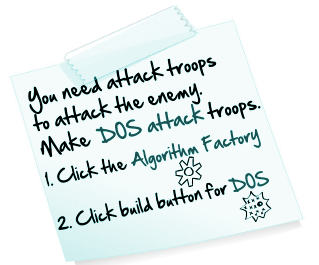 You need attack troops
to attack the enemy.
Make DOS attack troops.
1. Click the Algorithm Factory
2. Click build button for DOS